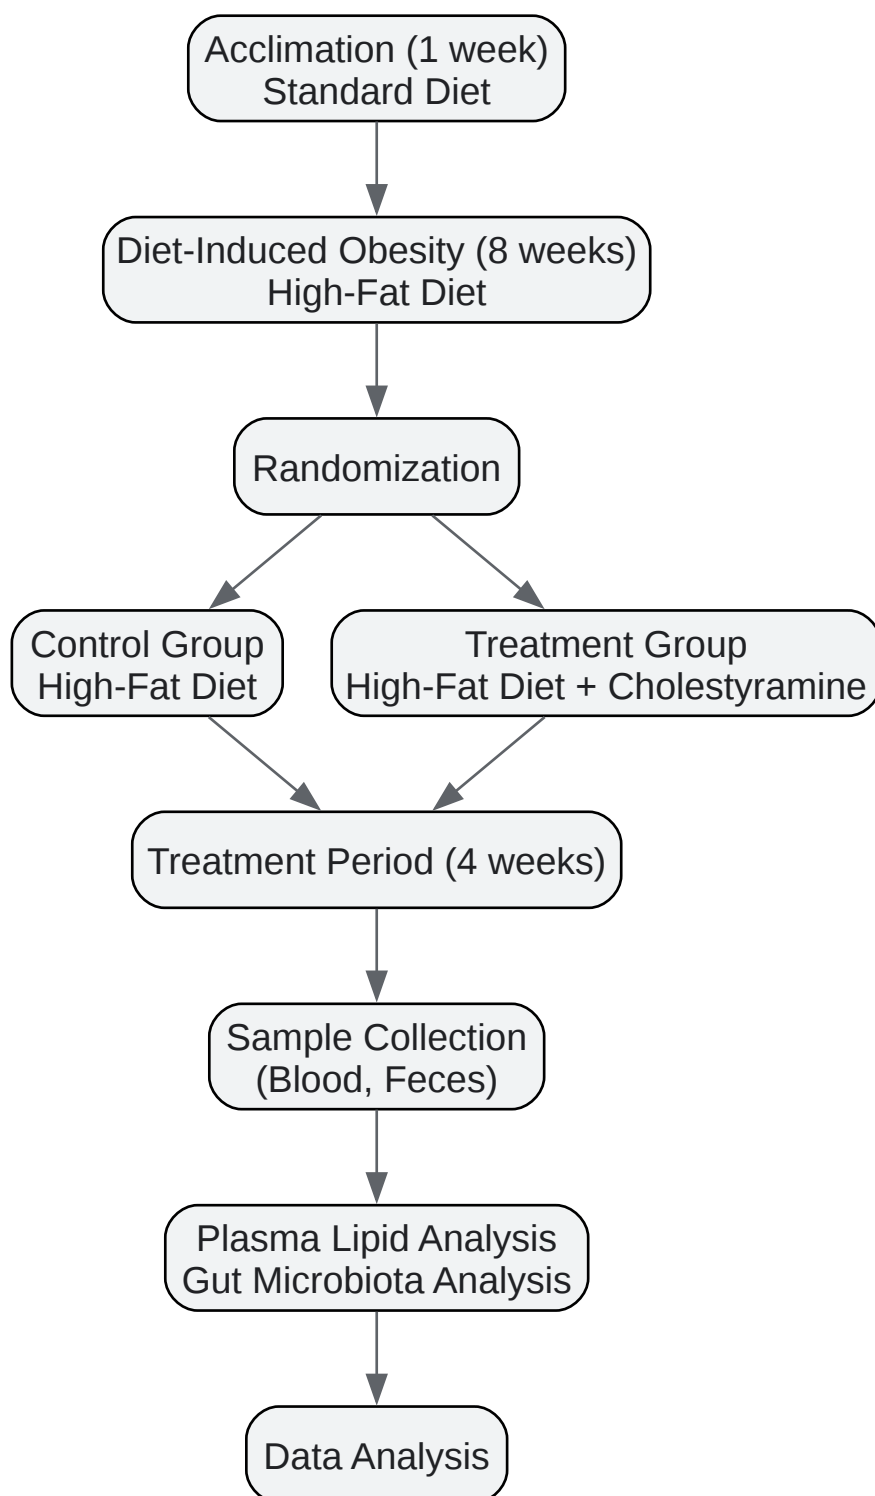 Acclimation (1 week)
Standard Diet
Diet-Induced Obesity (8 weeks)
High-Fat Diet
Randomization
Control Group
High-Fat Diet
Treatment Group
High-Fat Diet + Cholestyramine
Treatment Period (4 weeks)
Sample Collection
(Blood, Feces)
Plasma Lipid Analysis
Gut Microbiota Analysis
Data Analysis